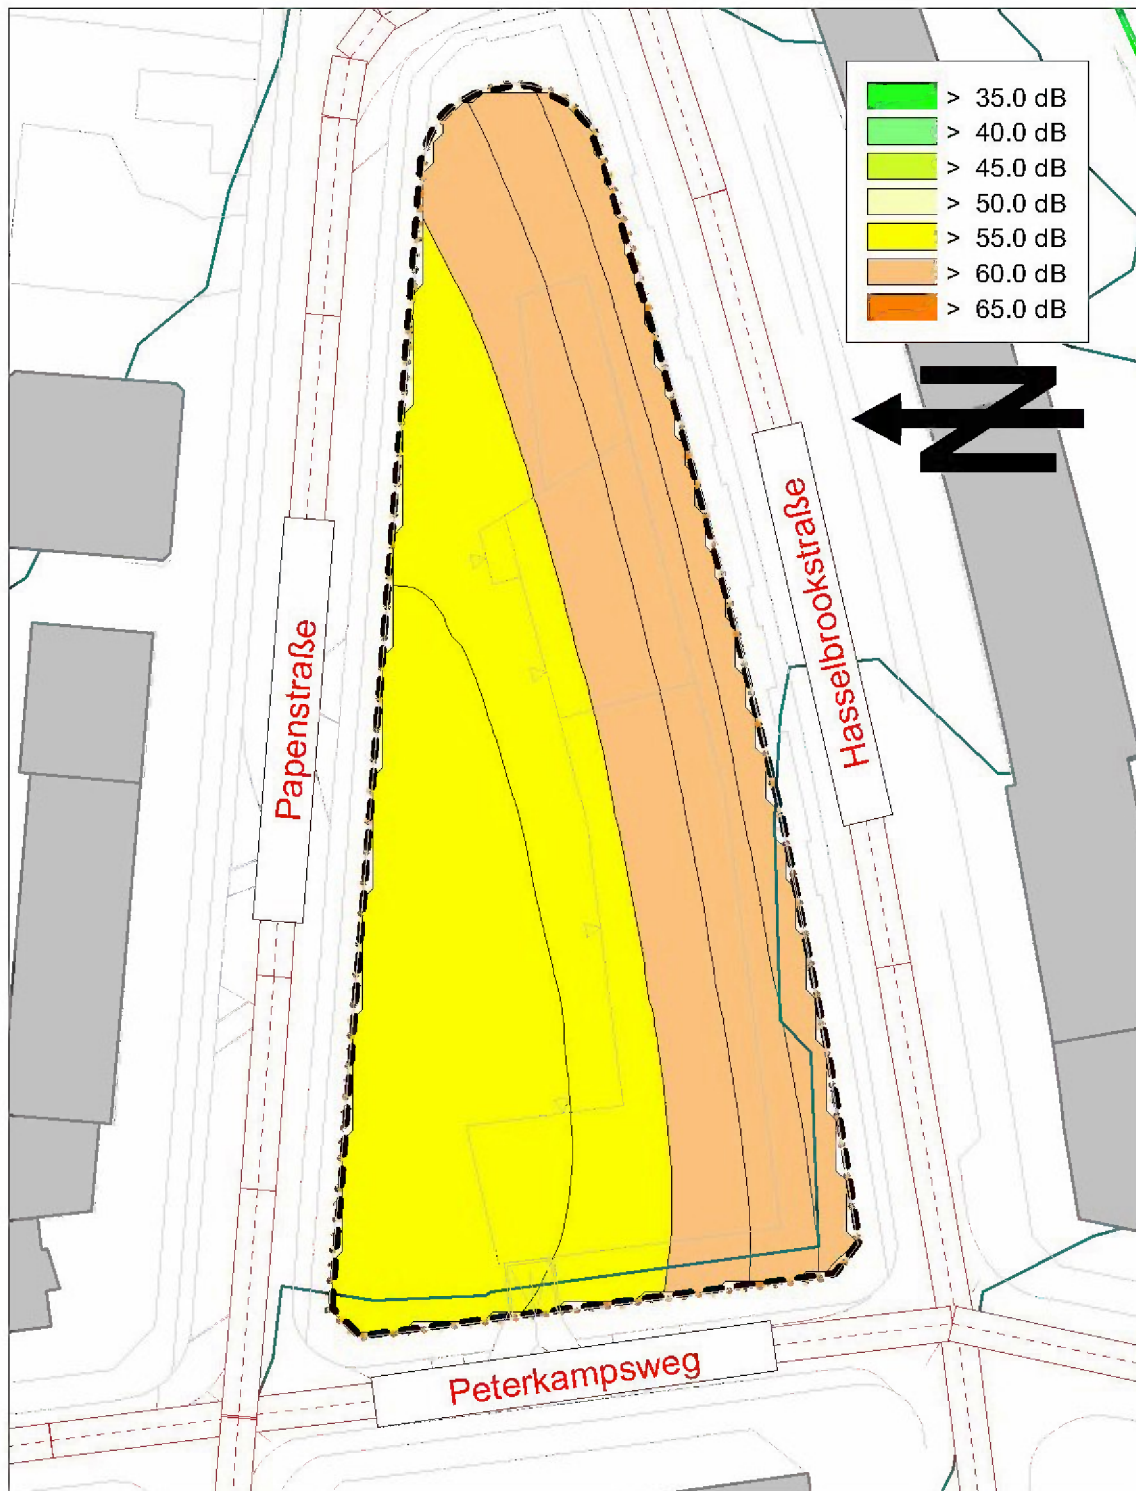 > 35.0 dB
> 40.0 dB
> 45.0 dB
> 50.0 dB
> 55.0 dB
> 60.0 dB
> 65.0 dB
N
Hasselbrookstraße
Papenstraße
Peterkampsweg